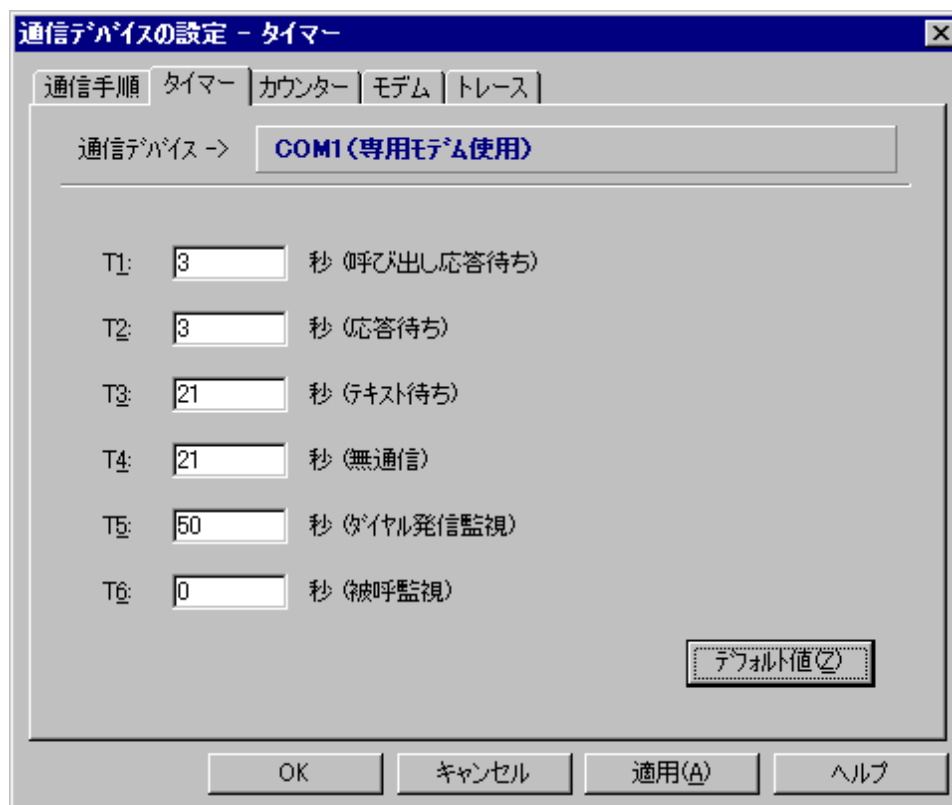 通信ﾃﾞﾊﾞｲｽの設定 - タイマー
通信手順 タイマー カウンター モデム トレース
通信ﾃﾞﾊﾞｲｽ -> COM1(専用ﾓﾃﾞﾑ使用)
T1: 3 秒 (呼び出し応答待ち)
T2: 3 秒 (応答待ち)
T3: 21 秒 (ﾃｷｽﾄ待ち)
T4: 21 秒 (無通信)
T5: 50 秒 (ﾀﾞｲﾔﾙ発信監視)
T6: 0 秒 (被呼監視)
ﾃﾞﾌｫﾙﾄ値(Z)
OK キャンセル 適用(A) ヘルプ